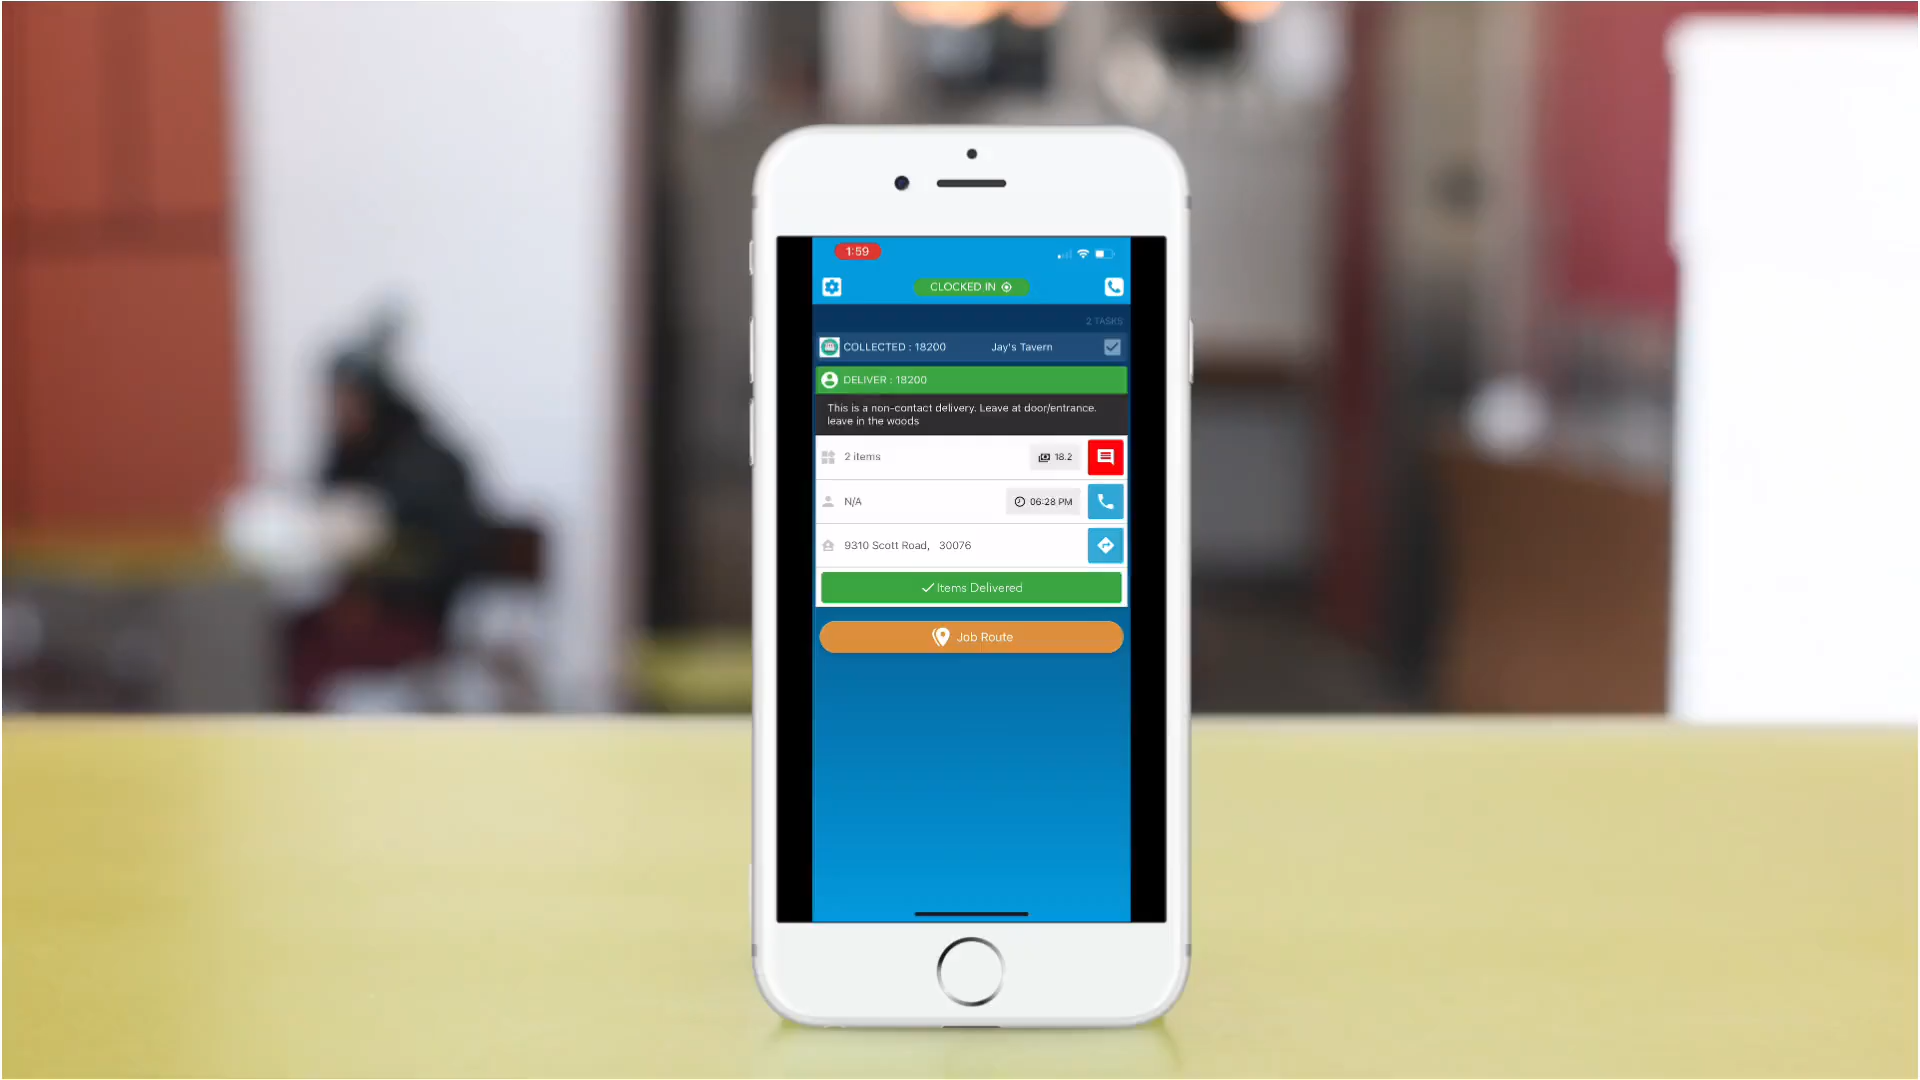 1:59
CLOCKED IN
2 TASKS
COLLECTED : 18200 Jay's Tavern
DELIVER : 18200
This is a non-contact delivery. Leave at door/entrance.
leave in the woods
2 items 18.2
N/A 06:28 PM
9310 Scott Road, 30076
Items Delivered
Job Route